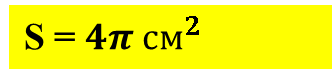 S = 4π см²